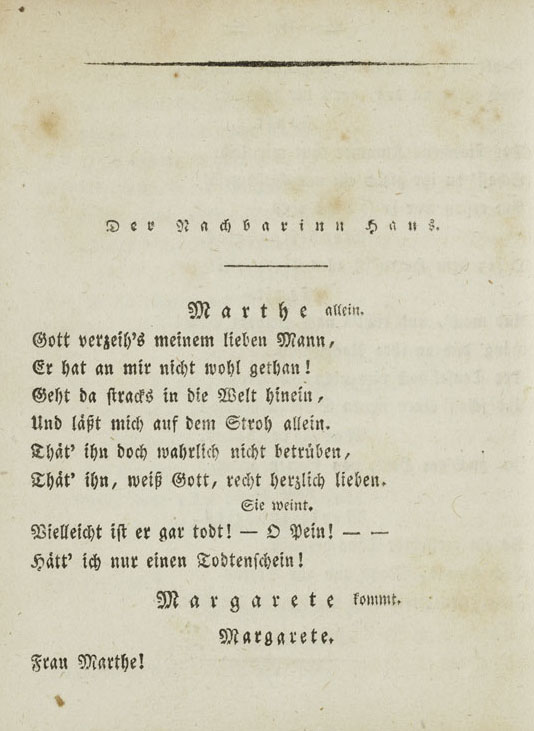 Der Nachbarinn Haus.
Marthe allein.
Gott verzeih's meinem lieben Mann,
Er hat an mir nicht wohl gethan!
Geht da stracks in die Welt hinein,
Und läßt mich auf dem Stroh allein.
Thät' ihn doch wahrlich nicht betrüben,
Thät' ihn, weiß Gott, recht herzlich lieben.
Sie weint.
Vielleicht ist er gar todt! — O Pein! — —
Hätt' ich nur einen Todtenschein!
Margarete kommt.
Margarete.
Frau Marthe!